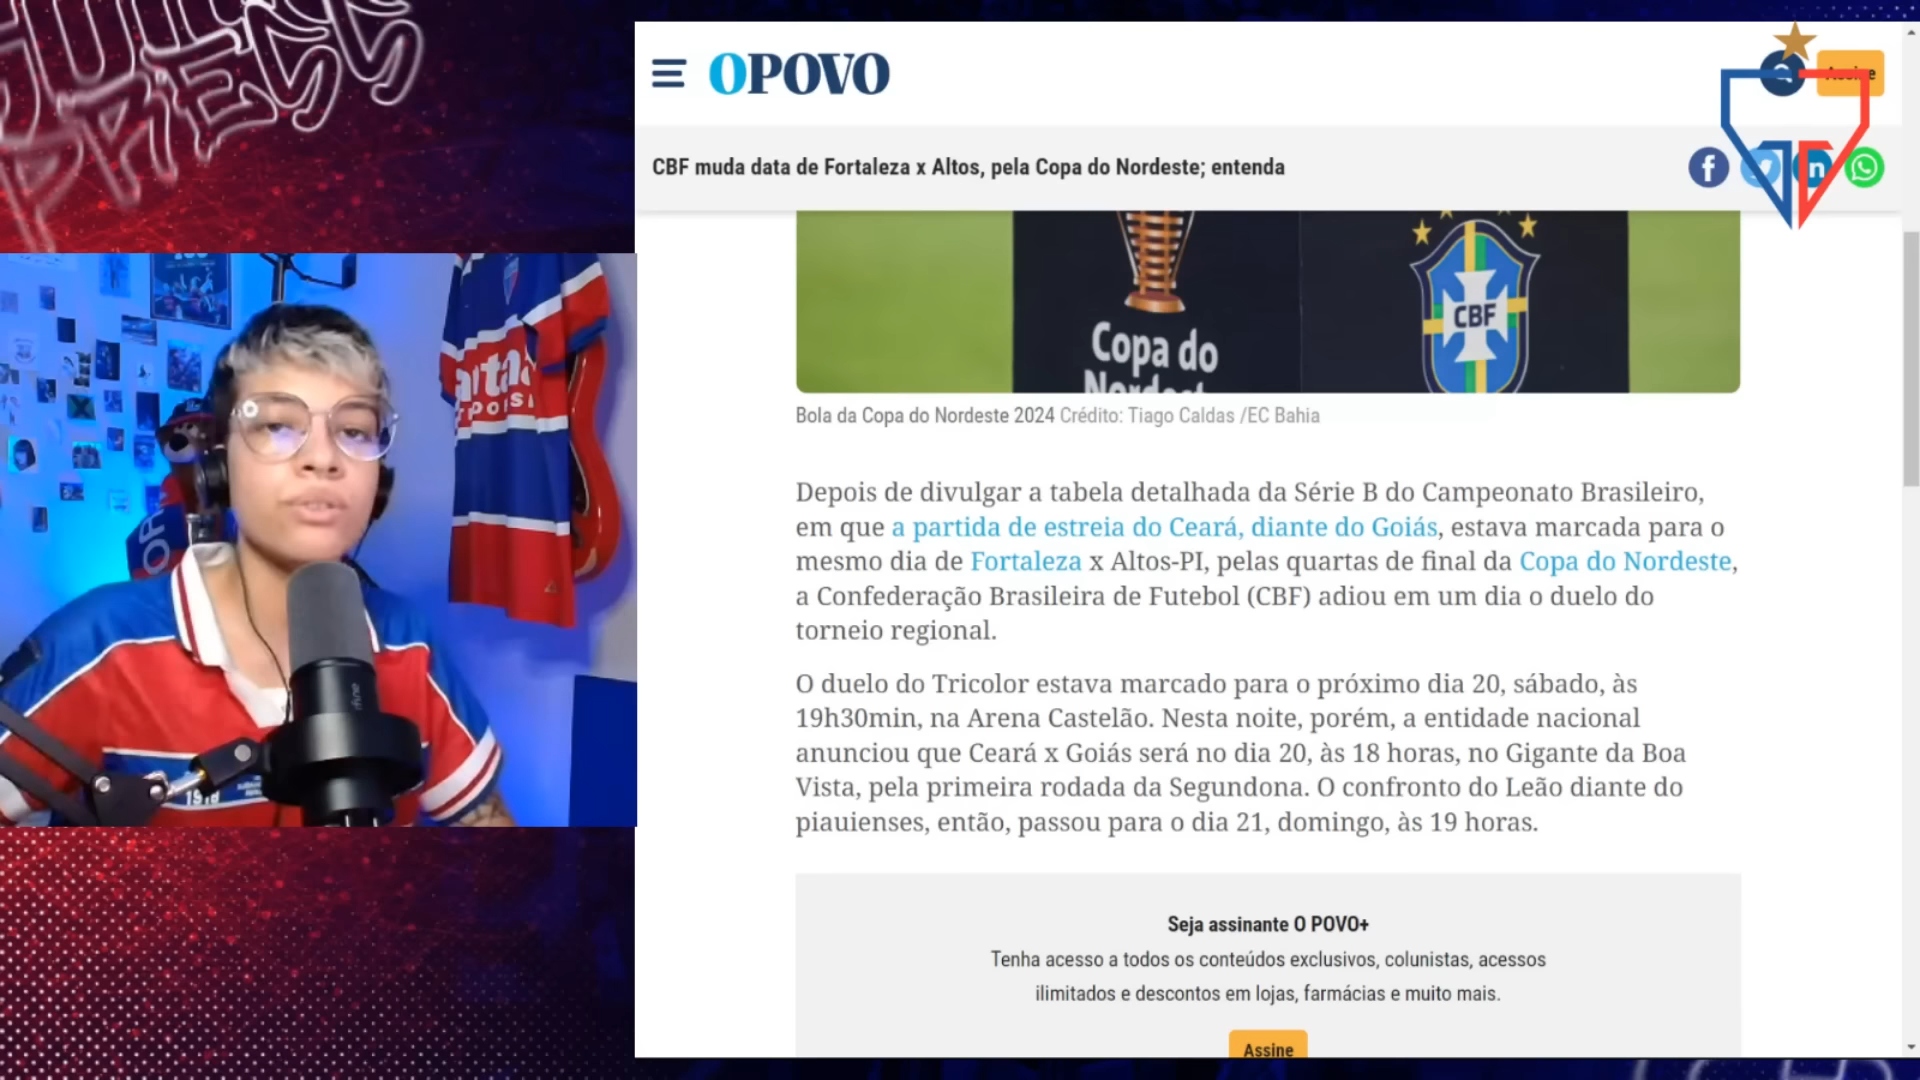 PRESS
OPOVO
Assine
CBF muda data de Fortaleza x Altos, pela Copa do Nordeste; entenda
Copa do
Nordeste
CBF
Bola da Copa do Nordeste 2024 Crédito: Tiago Caldas /EC Bahia
Depois de divulgar a tabela detalhada da Série B do Campeonato Brasileiro,
em que a partida de estreia do Ceará, diante do Goiás, estava marcada para o
mesmo dia de Fortaleza x Altos-PI, pelas quartas de final da Copa do Nordeste,
a Confederação Brasileira de Futebol (CBF) adiou em um dia o duelo do
torneio regional.
O duelo do Tricolor estava marcado para o próximo dia 20, sábado, às
19h30min, na Arena Castelão. Nesta noite, porém, a entidade nacional
anunciou que Ceará x Goiás será no dia 20, às 18 horas, no Gigante da Boa
Vista, pela primeira rodada da Segundona. O confronto do Leão diante do
piauienses, então, passou para o dia 21, domingo, às 19 horas.
Seja assinante O POVO+
Tenha acesso a todos os conteúdos exclusivos, colunistas, acessos
ilimitados e descontos em lojas, farmácias e muito mais.
Assine
1918
fifine